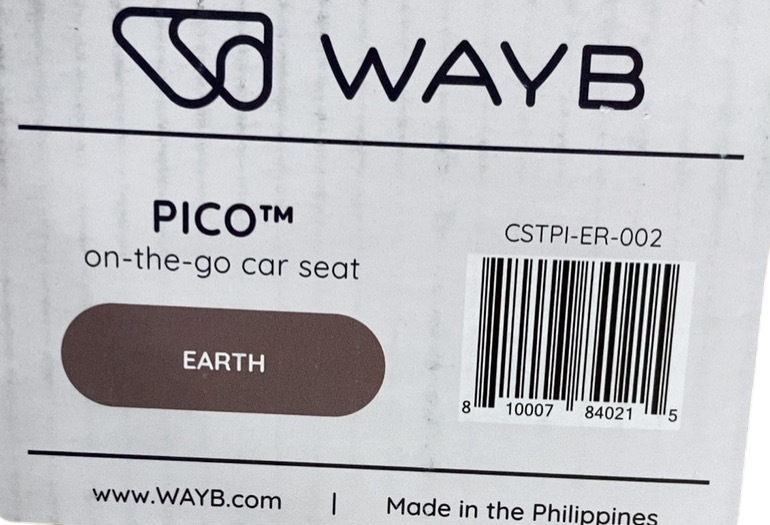 WAYB
PICO™
on-the-go car seat
EARTH
CSTPI-ER-002
8 10007 84021 5
www.WAYB.com | Made in the Philippines